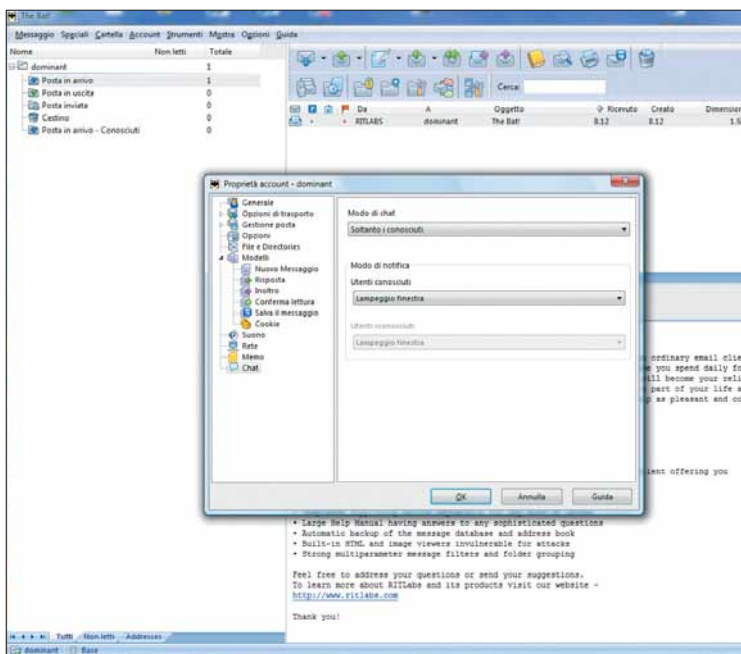 The Bat!
Messaggio Speciali Cartella Account Strumenti Mostra Opzioni Guida
Nome Non letti Totale
dominant 1
Posta in arrivo 1
Posta in uscita 0
Posta inviata 0
Cestino 0
Posta in arrivo - Conosciuti 0
Cerca:
Da A Oggetto Ricevuto Creato Dimension
RITLABS dominant The Bat! 8.12 8.12
Proprietà account - dominant
Generale
Opzioni di trasporto
Gestione posta
Opzioni
File e Directories
Modelli
Nuovo Messaggio
Risposta
Inoltro
Conferma lettura
Salva il messaggio
Cookie
Suono
Rete
Memo
Chat
Modo di chat
Soltanto i conosciuti
Modo di notifica
Utenti conosciuti
Lampeggio finestra
Utenti sconosciuti
Lampeggio finestra
OK Annulla Guida
ordinary email clie
you spend daily fo
ill become your reli
part of your life a
p as pleasant and co
ient offering you
• Large Help Manual having answers to any sophisticated questions
• Automatic backup of the message database and address book
• Built-in HTML and image viewers invulnerable for attacks
• Strong multiparameter message filters and folder grouping
Feel free to address your questions or send your suggestions.
To learn more about RITLabs and its products visit our website -
http://www.ritlabs.com
Thank you!
Tutti Non letti Addresses
dominant Base